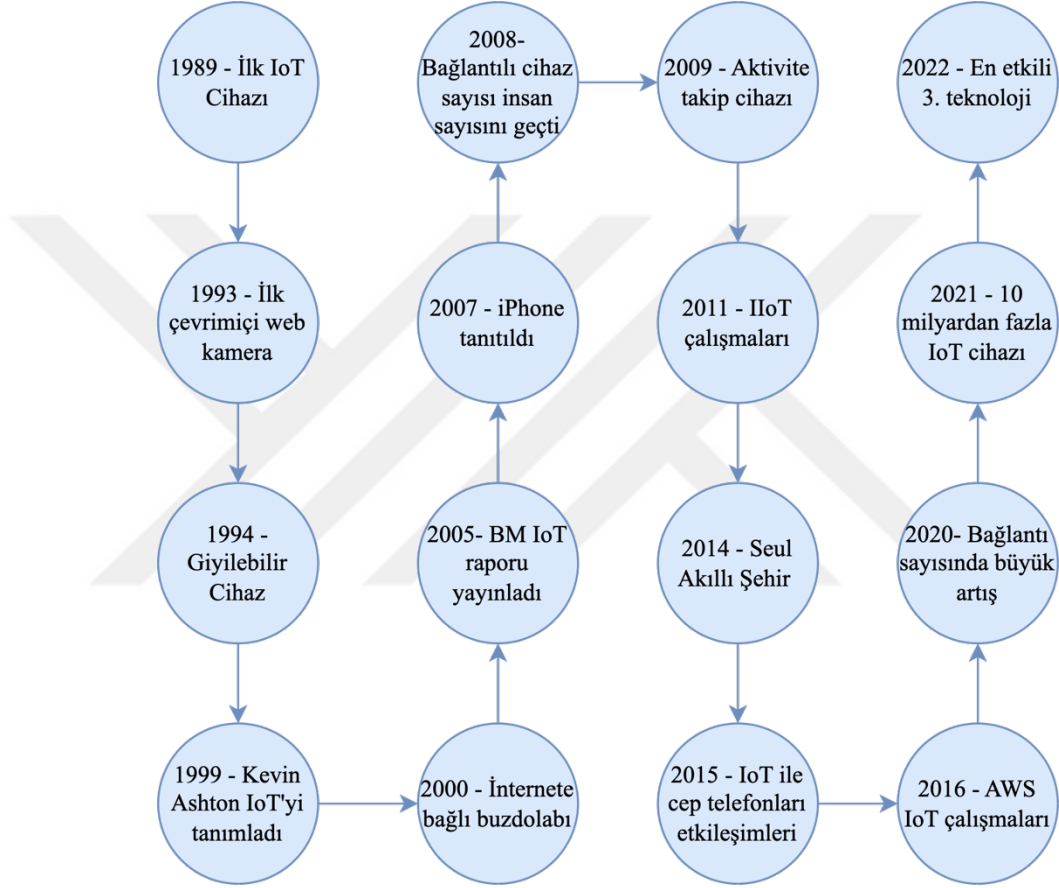 1989 - İlk IoT
Cihazı
1993 - İlk
çevrimiçi web
kamera
1994 -
Giyilebilir
Cihaz
1999 - Kevin
Ashton IoT'yi
tanımladı
2000 - İnternete
bağlı buzdolabı
2005- BM IoT
raporu
yayınladı
2007 - iPhone
tanıtıldı
2008-
Bağlantılı cihaz
sayısı insan
sayısını geçti
2009 - Aktivite
takip cihazı
2011 - IIoT
çalışmaları
2014 - Seul
Akıllı Şehir
2015 - IoT ile
cep telefonları
etkileşimleri
2016 - AWS
IoT çalışmaları
2020- Bağlantı
sayısında büyük
artış
2021 - 10
milyardan fazla
IoT cihazı
2022 - En etkili
3. teknoloji